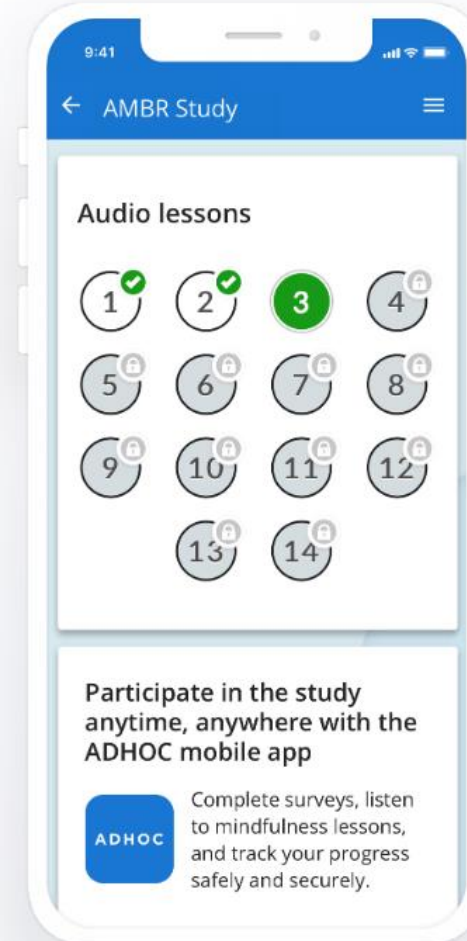 9:41
AMBR Study
Audio lessons
1 2 3 4
5 6 7 8
9 10 11 12
13 14
Participate in the study
anytime, anywhere with the
ADHOC mobile app
ADHOC
Complete surveys, listen
to mindfulness lessons,
and track your progress
safely and securely.